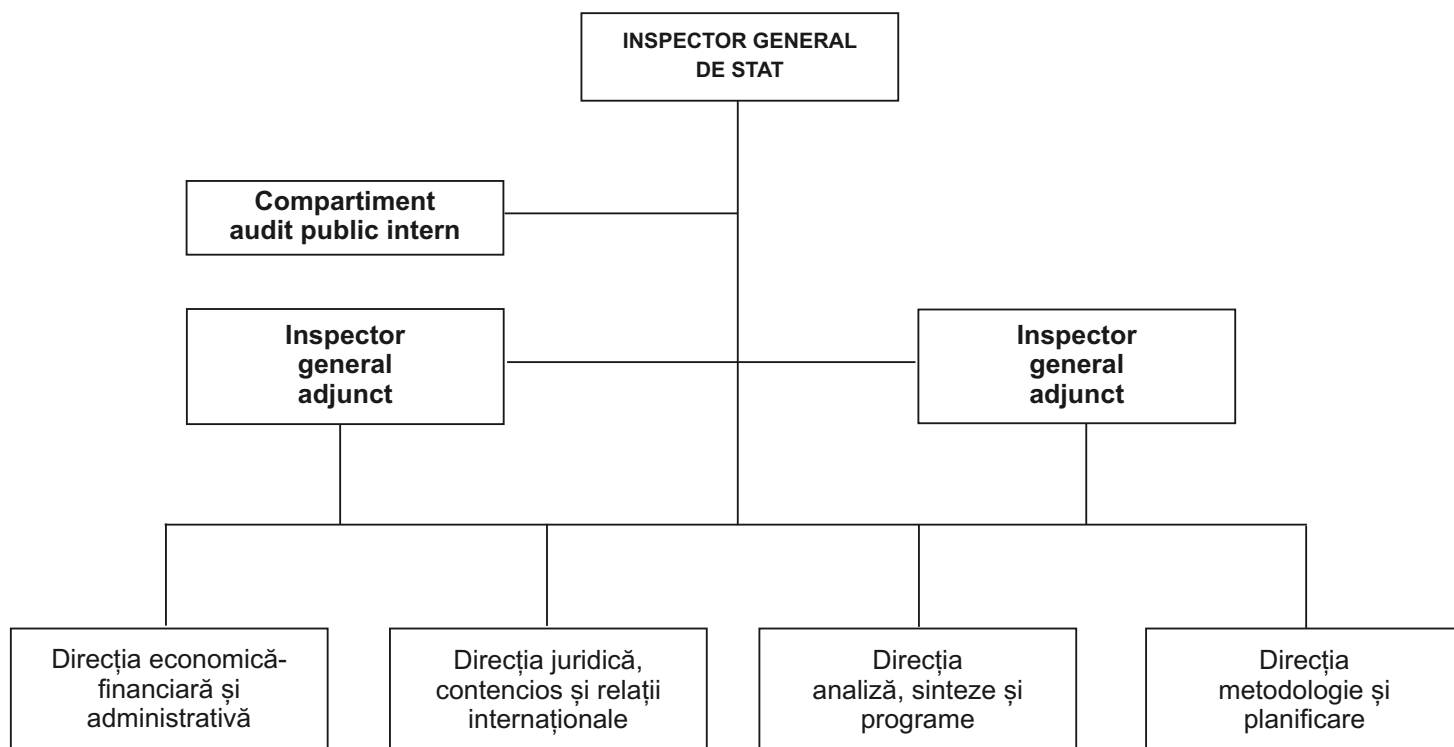 INSPECTOR GENERAL
DE STAT
Compartiment
audit public intern
Inspector
general
adjunct
Inspector
general
adjunct
Direcția economică-
financiară și
administrativă
Direcția juridică,
contencios și relații
internaționale
Direcția
analiză, sinteze și
programe
Direcția
metodologie și
planificare